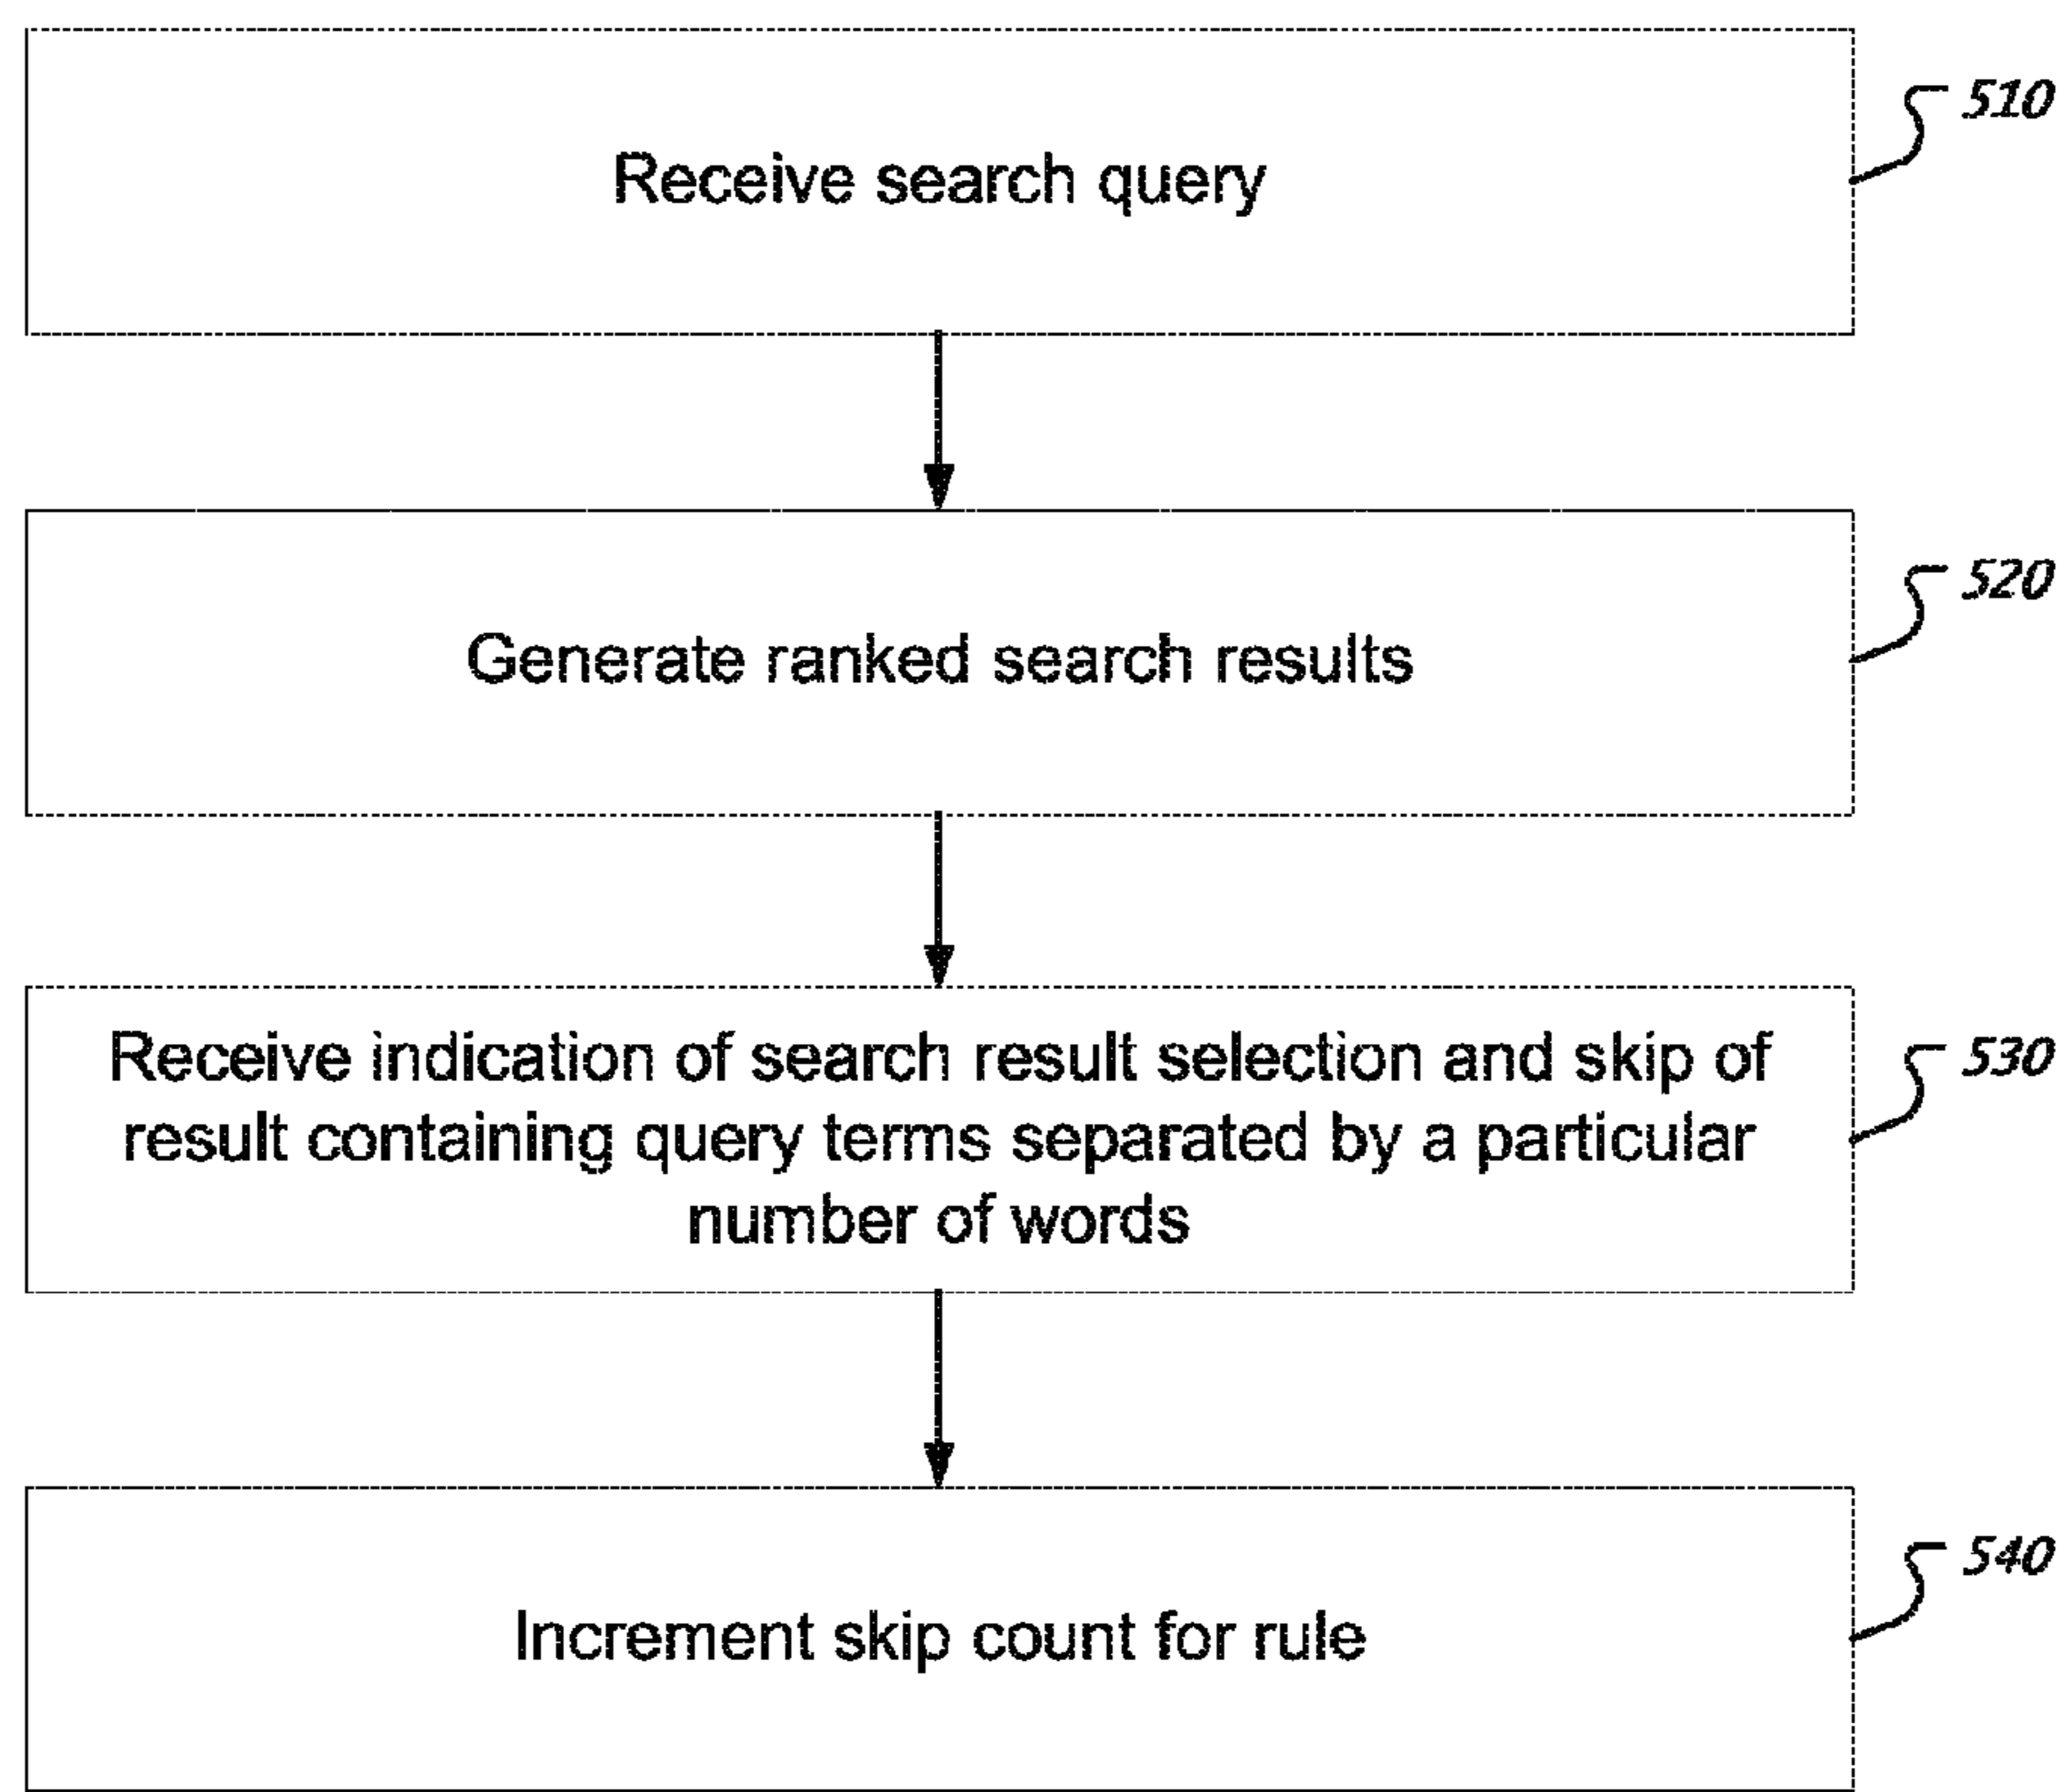 Receive search query
510
Generate ranked search results
520
Receive indication of search result selection and skip of
result containing query terms separated by a particular
number of words
530
Increment skip count for rule
540